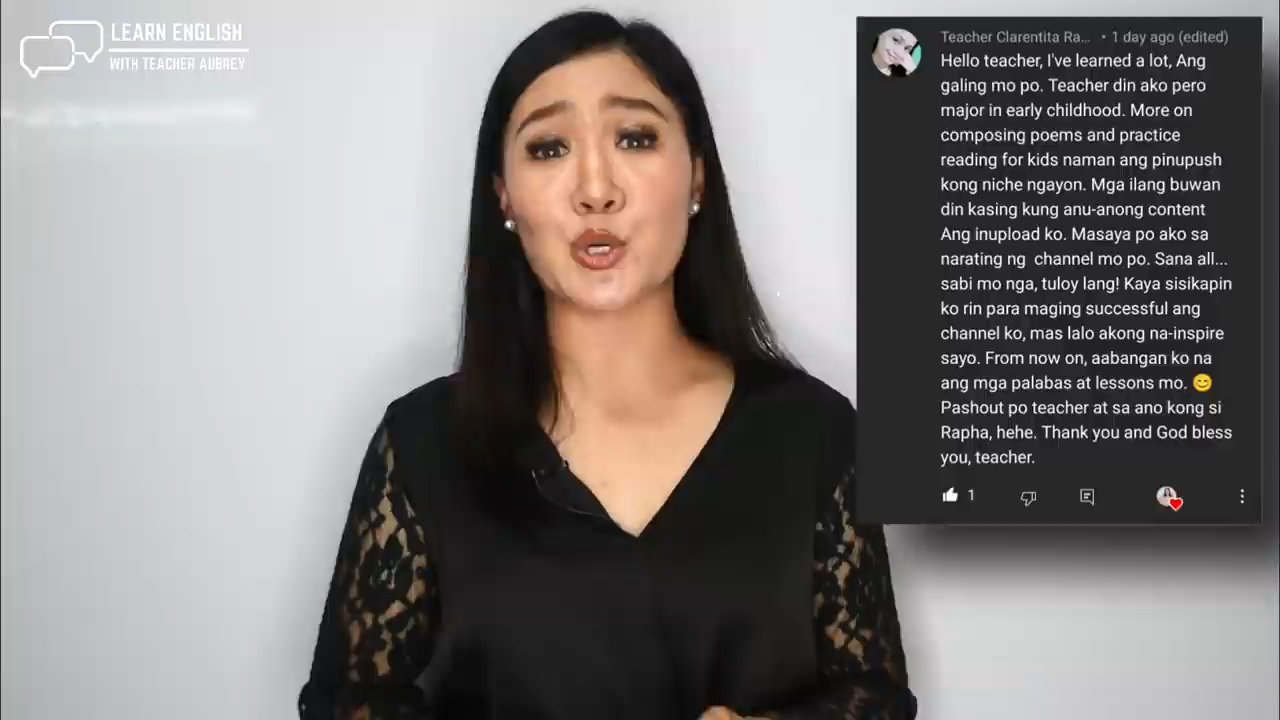 LEARN ENGLISH
WITH TEACHER AUBREY
Teacher Clarentita Ra... • 1 day ago (edited)
Hello teacher, I've learned a lot, Ang
galing mo po. Teacher din ako pero
major in early childhood. More on
composing poems and practice
reading for kids naman ang pinupush
kong niche ngayon. Mga ilang buwan
din kasing kung anu-anong content
Ang inupload ko. Masaya po ako sa
narating ng channel mo po. Sana all...
sabi mo nga, tuloy lang! Kaya sisikapin
ko rin para maging successful ang
channel ko, mas lalo akong na-inspire
sayo. From now on, aabangan ko na
ang mga palabas at lessons mo. 😊
Pashout po teacher at sa ano kong si
Rapha, hehe. Thank you and God bless
you, teacher.
1